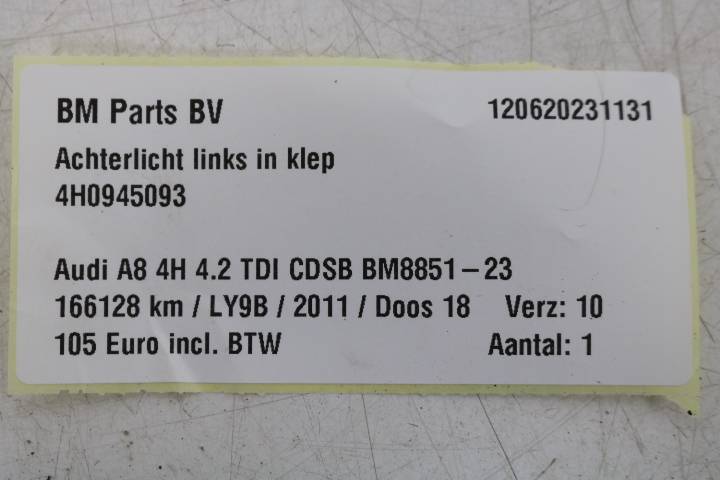 BM Parts BV 120620231131
Achterlicht links in klep
4H0945093
Audi A8 4H 4.2 TDI CDSB BM8851-23
166128 km / LY9B / 2011 / Doos 18 Verz: 10
105 Euro incl. BTW Aantal: 1